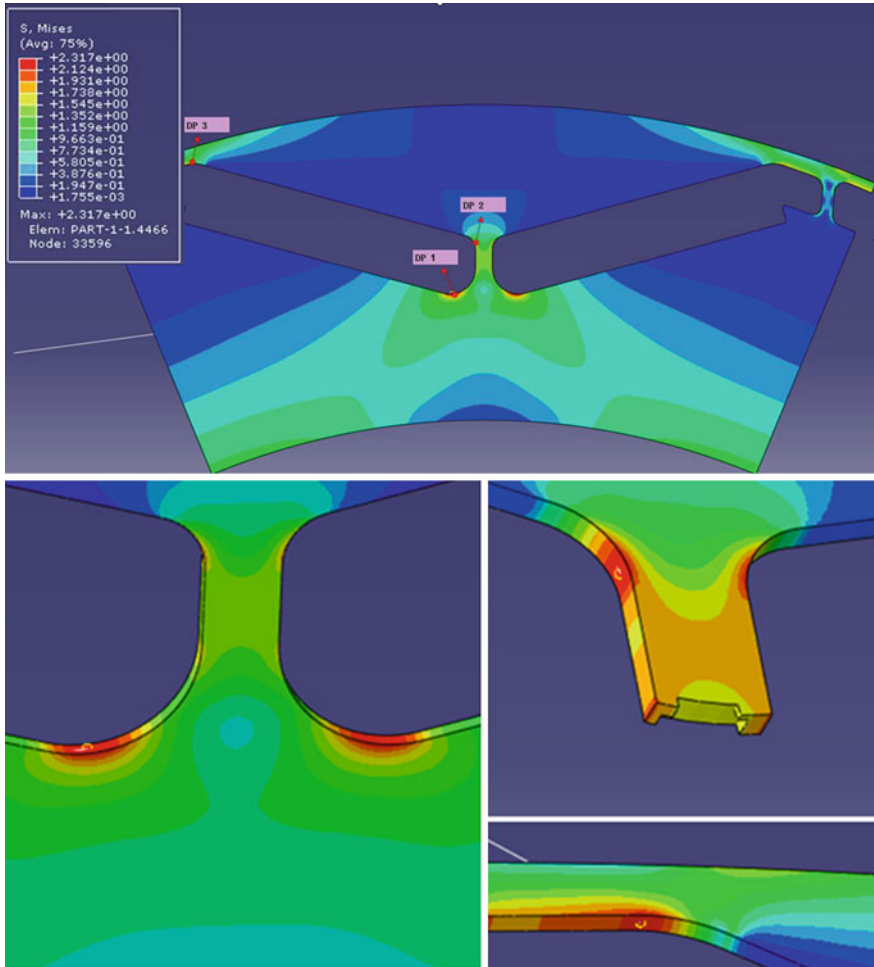 S, Mises
(Avg: 75%)
+2.317e+00
+2.124e+00
+1.931e+00
+1.738e+00
+1.545e+00
+1.352e+00
+1.159e+00
+9.663e-01
+7.734e-01
+5.805e-01
+3.876e-01
+1.947e-01
+1.755e-03
Max: +2.317e+00
Elem: PART-1-1.4466
Node: 33596
DP 3
DP 2
DP 1